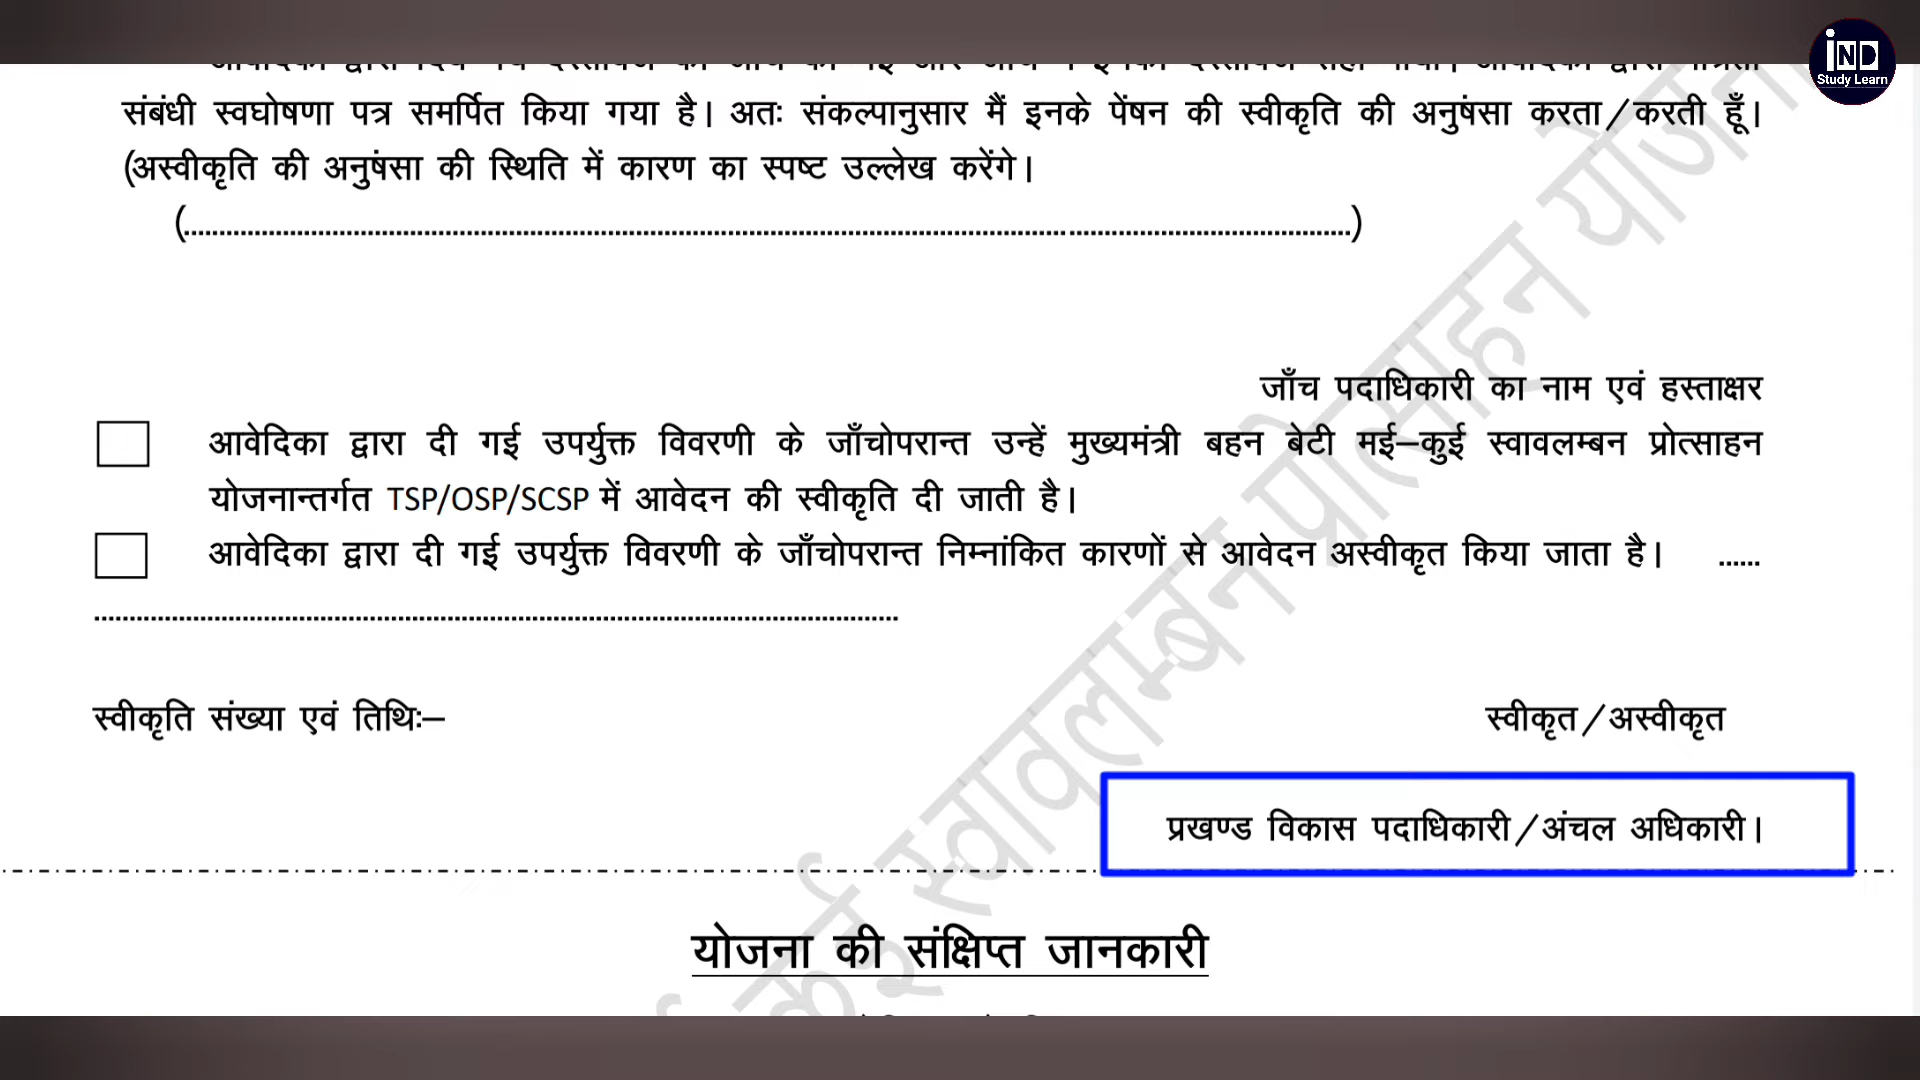 IND
Study Learn
संबंधी स्वघोषणा पत्र समर्पित किया गया है। अतः संकल्पानुसार मैं इनके पेंषन की स्वीकृति की अनुषंसा करता/करती हूँ।
(अस्वीकृति की अनुषंसा की स्थिति में कारण का स्पष्ट उल्लेख करेंगे।
(..........................................................................................................................................................................)
जाँच पदाधिकारी का नाम एवं हस्ताक्षर
आवेदिका द्वारा दी गई उपर्युक्त विवरणी के जाँचोपरान्त उन्हें मुख्यमंत्री बहन बेटी मई–कुई स्वावलम्बन प्रोत्साहन
योजनान्तर्गत TSP/OSP/SCSP में आवेदन की स्वीकृति दी जाती है।
आवेदिका द्वारा दी गई उपर्युक्त विवरणी के जाँचोपरान्त निम्नांकित कारणों से आवेदन अस्वीकृत किया जाता है। ......
.....................................................................................................................
स्वीकृति संख्या एवं तिथिः–
स्वीकृत/अस्वीकृत
प्रखण्ड विकास पदाधिकारी/अंचल अधिकारी।
योजना की संक्षिप्त जानकारी
कुई स्वावलम्बन प्रोत्साहन